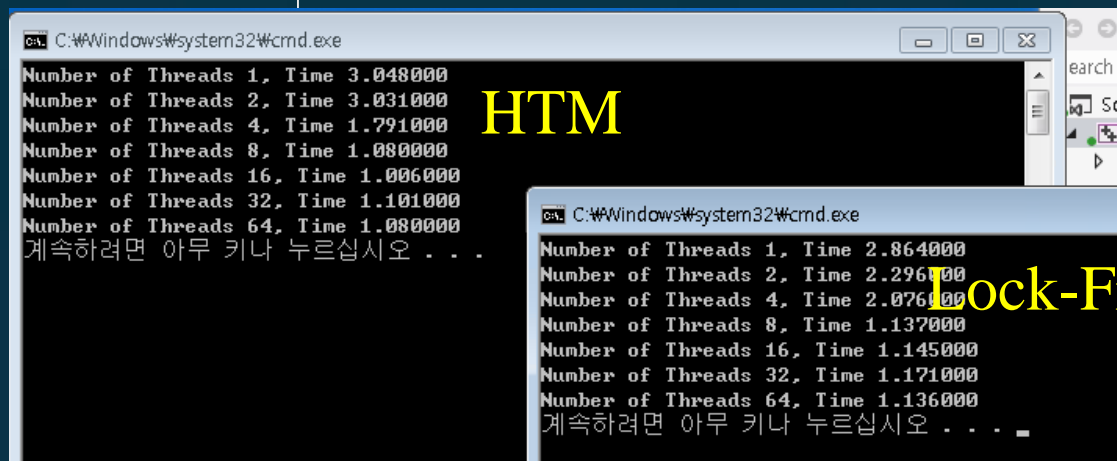 C:₩Windows₩system32₩cmd.exe
Number of Threads 1, Time 3.048000
Number of Threads 2, Time 3.031000
Number of Threads 4, Time 1.791000
Number of Threads 8, Time 1.080000
Number of Threads 16, Time 1.006000
Number of Threads 32, Time 1.101000
Number of Threads 64, Time 1.080000
계속하려면 아무 키나 누르십시오 . . .
HTM
earch
C:₩Windows₩system32₩cmd.exe
Number of Threads 1, Time 2.864000
Number of Threads 2, Time 2.296000
Number of Threads 4, Time 2.076000
Number of Threads 8, Time 1.137000
Number of Threads 16, Time 1.145000
Number of Threads 32, Time 1.171000
Number of Threads 64, Time 1.136000
계속하려면 아무 키나 누르십시오 . . .
Lock-F